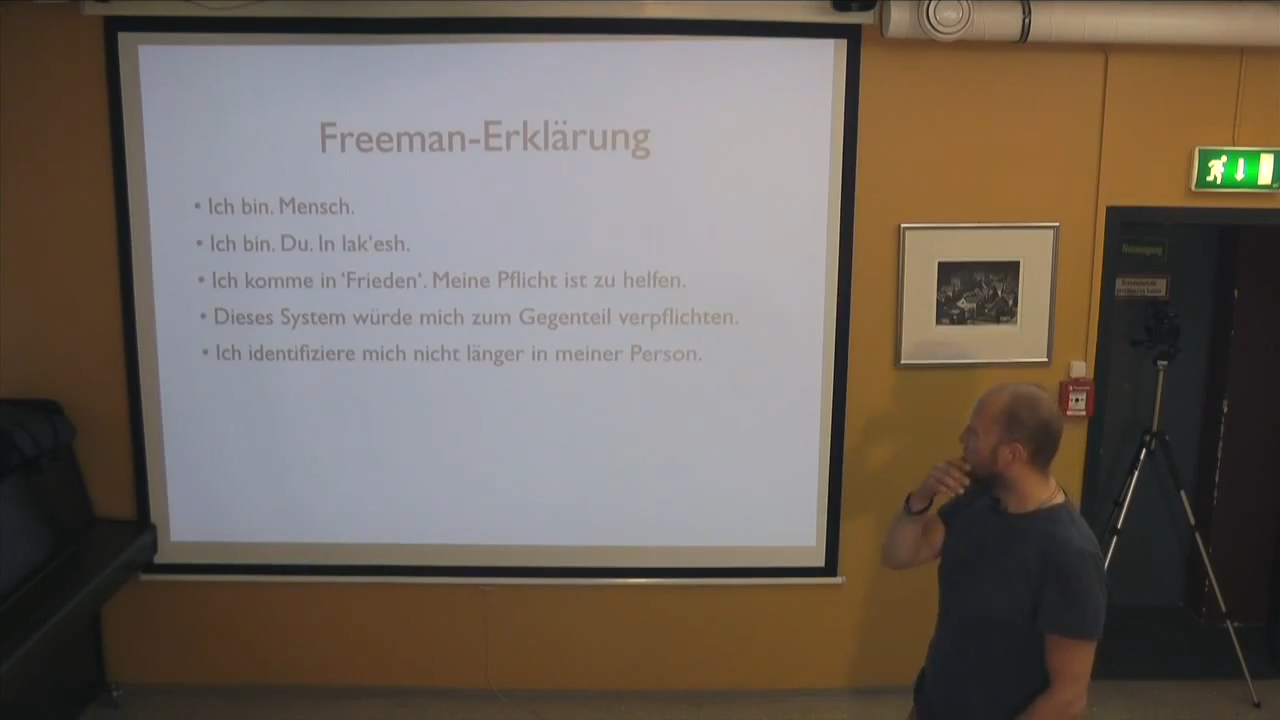 Freeman-Erklärung
• Ich bin. Mensch.
• Ich bin. Du. In lak'esh.
• Ich komme in 'Frieden'. Meine Pflicht ist zu helfen.
• Dieses System würde mich zum Gegenteil verpflichten.
• Ich identifiziere mich nicht länger in meiner Person.
Notausgang